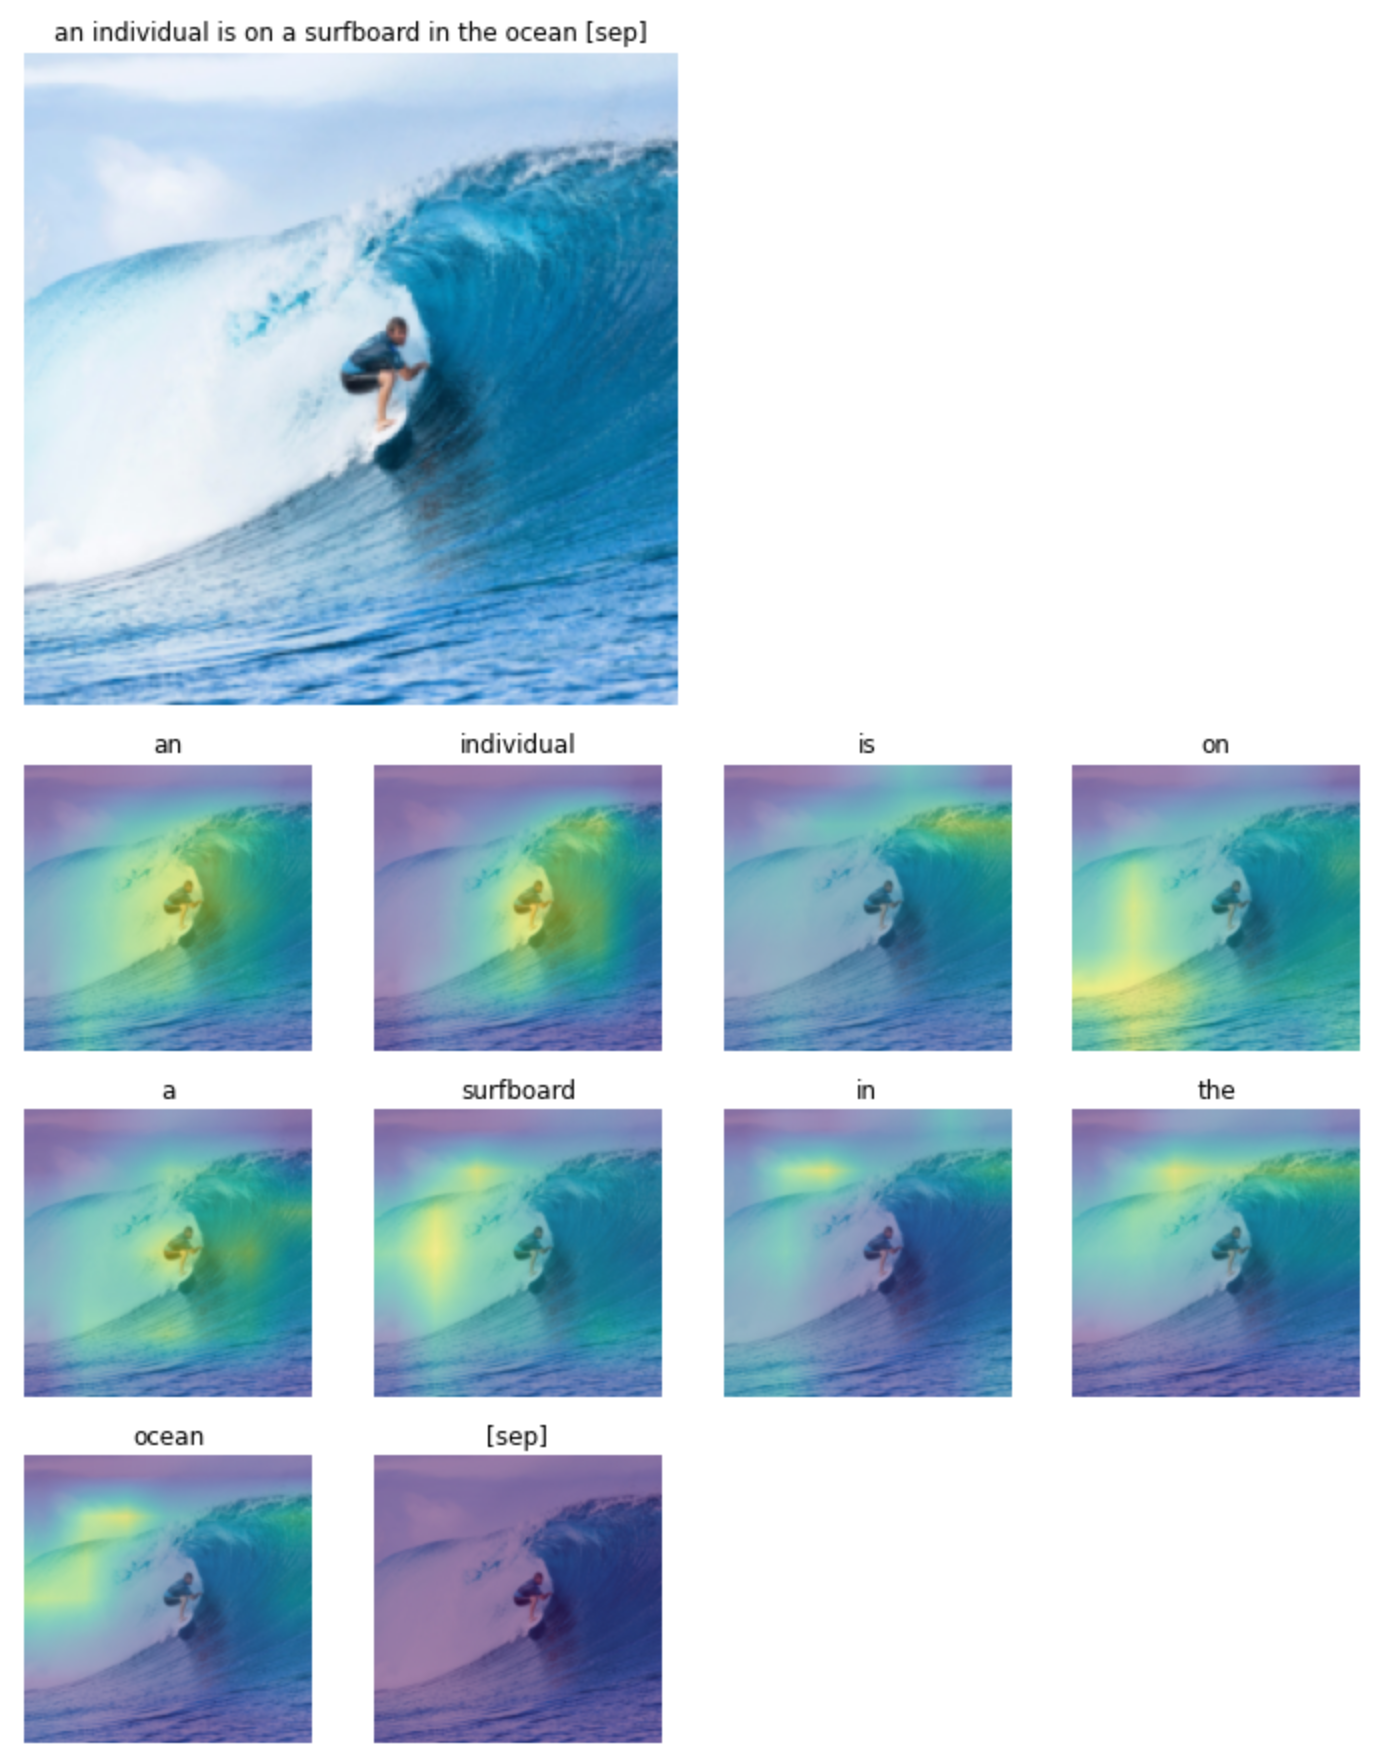 an individual is on a surfboard in the ocean [sep]
an individual is on
a surfboard in the
ocean [sep]